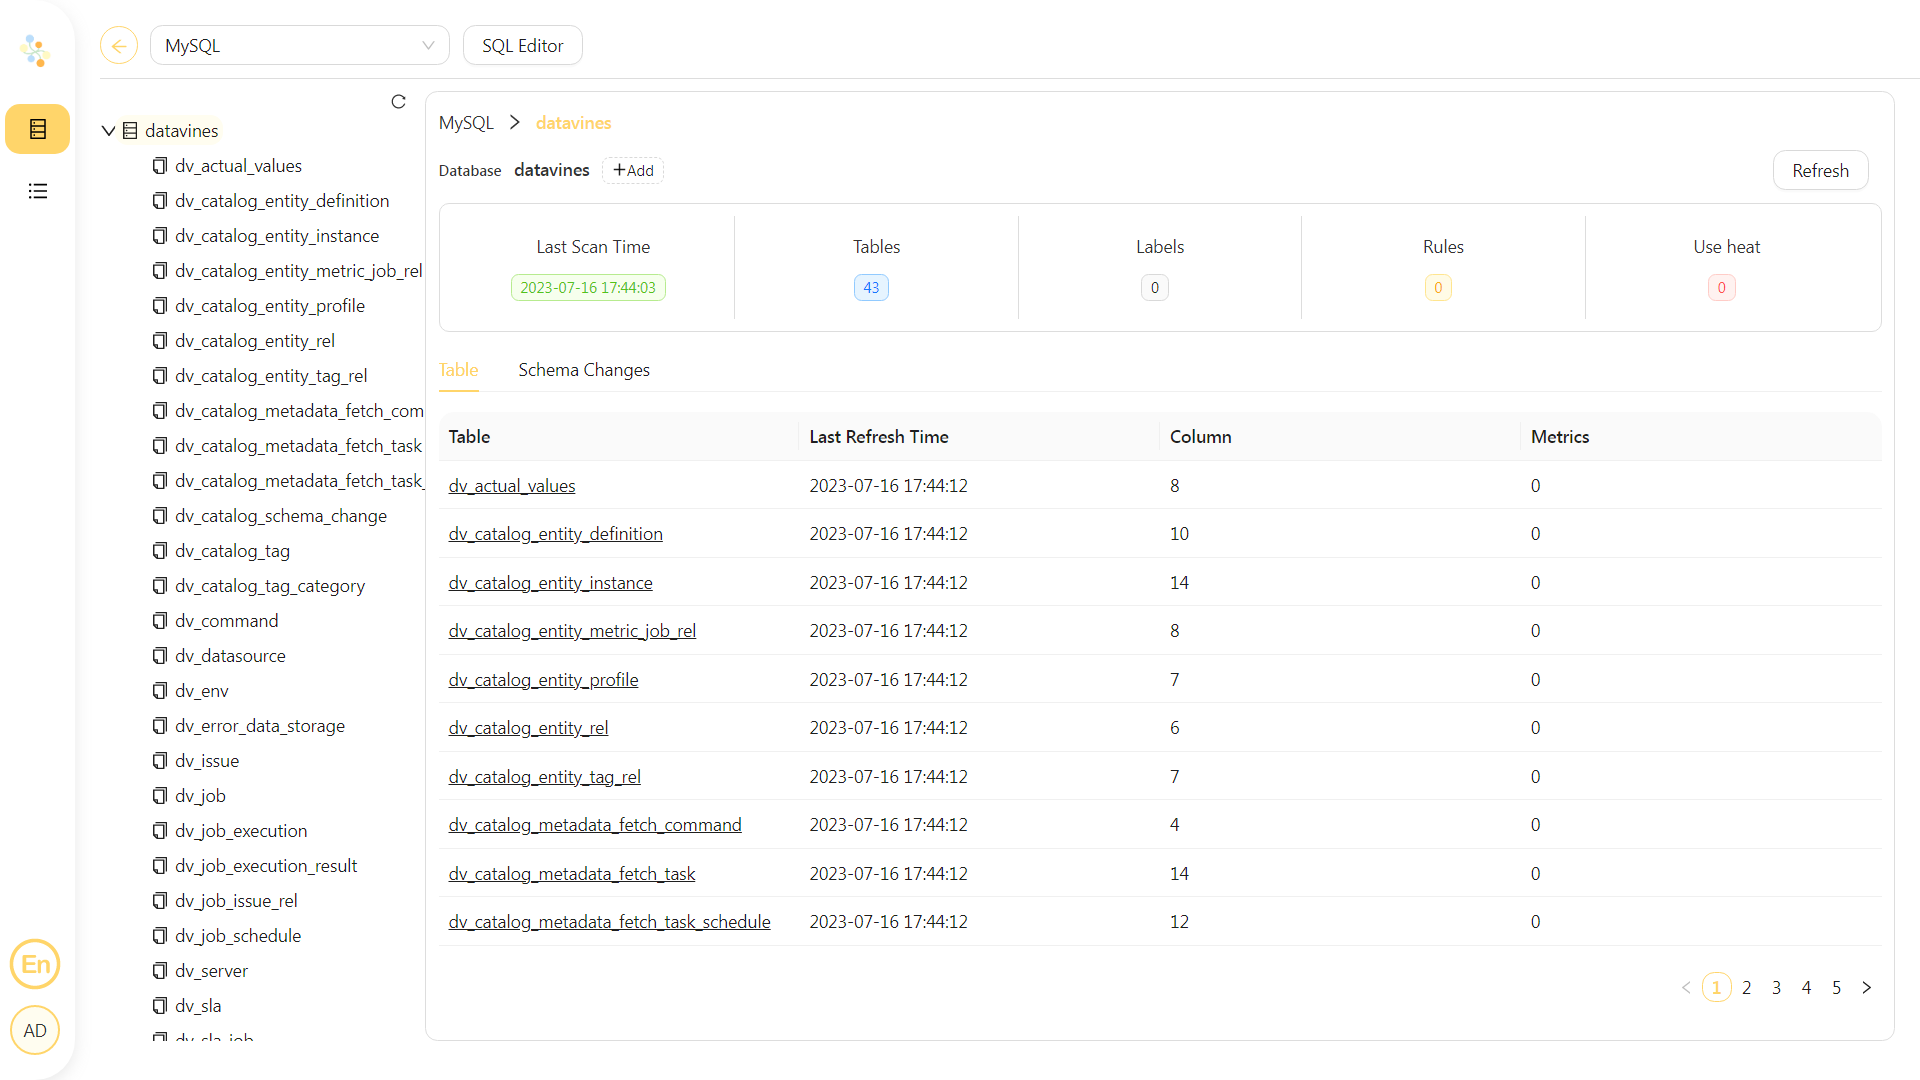 MySQL
SQL Editor
datavines
dv_actual_values
dv_catalog_entity_definition
dv_catalog_entity_instance
dv_catalog_entity_metric_job_rel
dv_catalog_entity_profile
dv_catalog_entity_rel
dv_catalog_entity_tag_rel
dv_catalog_metadata_fetch_com
dv_catalog_metadata_fetch_task
dv_catalog_metadata_fetch_task_
dv_catalog_schema_change
dv_catalog_tag
dv_catalog_tag_category
dv_command
dv_datasource
dv_env
dv_error_data_storage
dv_issue
dv_job
dv_job_execution
dv_job_execution_result
dv_job_issue_rel
dv_job_schedule
dv_server
dv_sla
dv_sla_job
En
AD
MySQL > datavines
Database datavines +Add
Refresh
Last Scan Time Tables Labels Rules Use heat
2023-07-16 17:44:03 43 0 0 0
Table Schema Changes
Table Last Refresh Time Column Metrics
dv_actual_values 2023-07-16 17:44:12 8 0
dv_catalog_entity_definition 2023-07-16 17:44:12 10 0
dv_catalog_entity_instance 2023-07-16 17:44:12 14 0
dv_catalog_entity_metric_job_rel 2023-07-16 17:44:12 8 0
dv_catalog_entity_profile 2023-07-16 17:44:12 7 0
dv_catalog_entity_rel 2023-07-16 17:44:12 6 0
dv_catalog_entity_tag_rel 2023-07-16 17:44:12 7 0
dv_catalog_metadata_fetch_command 2023-07-16 17:44:12 4 0
dv_catalog_metadata_fetch_task 2023-07-16 17:44:12 14 0
dv_catalog_metadata_fetch_task_schedule 2023-07-16 17:44:12 12 0
< 1 2 3 4 5 >